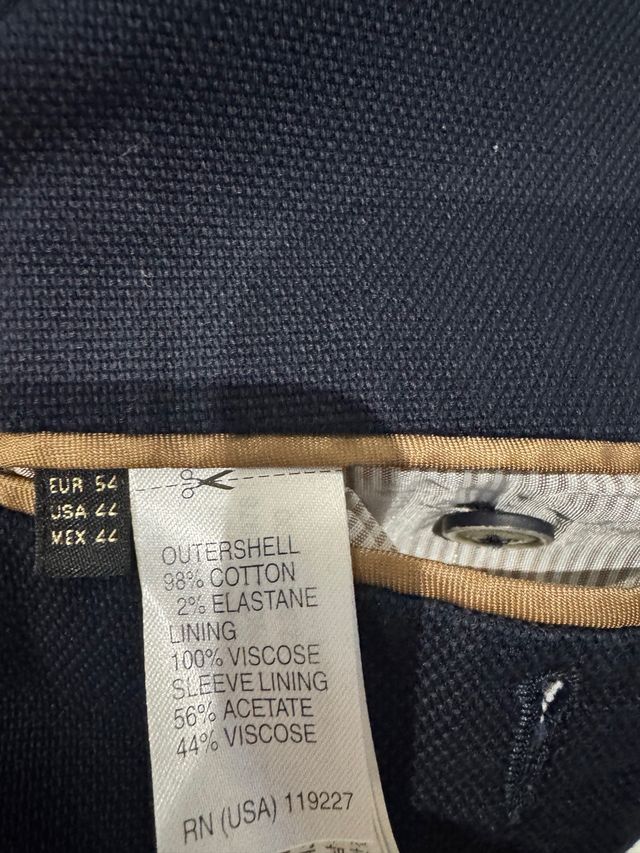 EUR 54
USA 44
MEX 44
OUTERSHELL
98% COTTON
2% ELASTANE
LINING
100% VISCOSE
SLEEVE LINING
56% ACETATE
44% VISCOSE
RN (USA) 119227